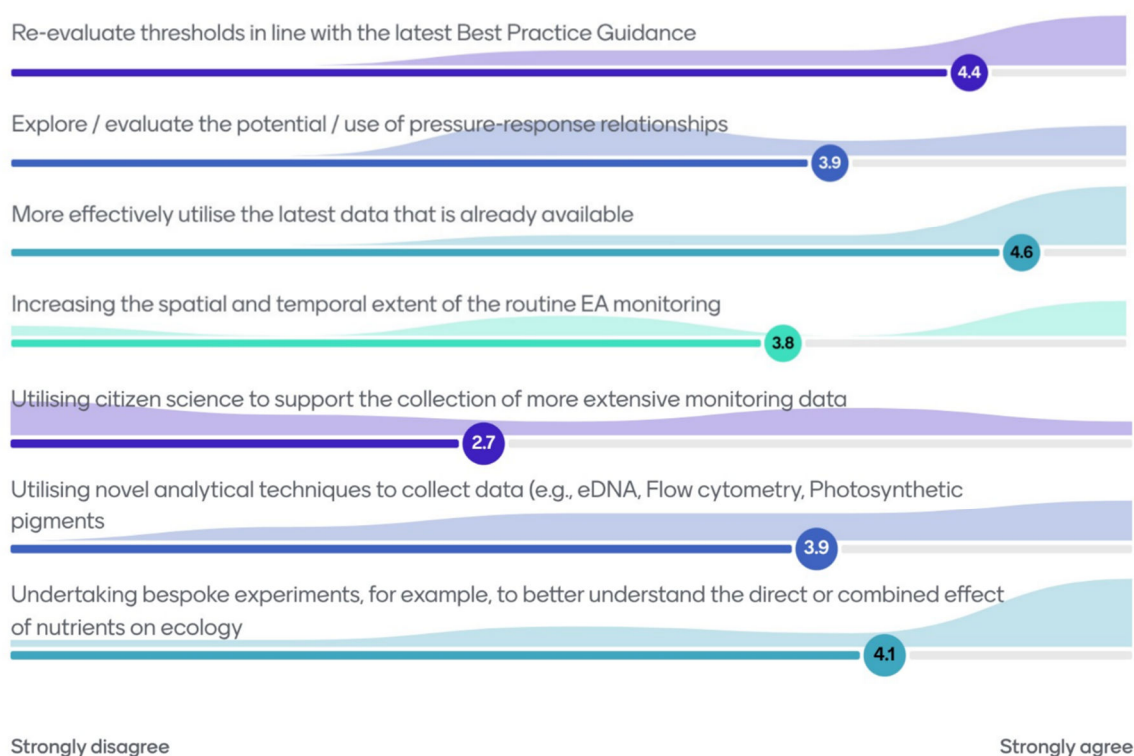 Re-evaluate thresholds in line with the latest Best Practice Guidance
4.4
Explore / evaluate the potential / use of pressure-response relationships
3.9
More effectively utilise the latest data that is already available
4.6
Increasing the spatial and temporal extent of the routine EA monitoring
3.8
Utilising citizen science to support the collection of more extensive monitoring data
2.7
Utilising novel analytical techniques to collect data (e.g., eDNA, Flow cytometry, Photosynthetic
pigments
3.9
Undertaking bespoke experiments, for example, to better understand the direct or combined effect
of nutrients on ecology
4.1
Strongly disagree
Strongly agree